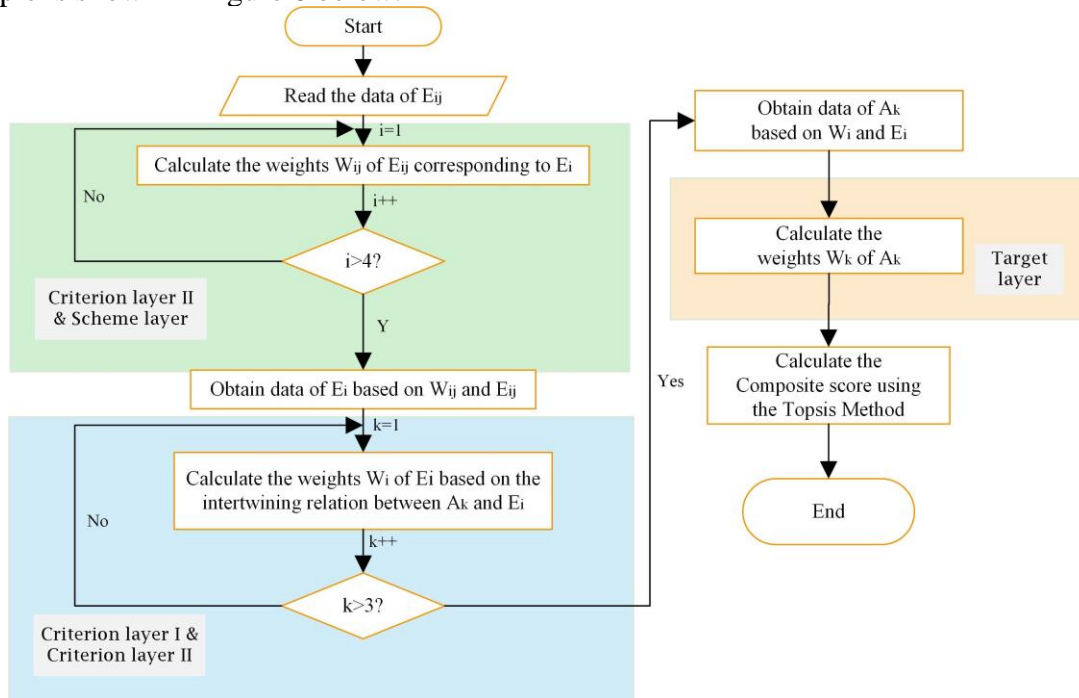 Start
Read the data of Eij
i=1
Calculate the weights Wij of Eij corresponding to Ei
No
i++
i>4?
Criterion layer II
& Scheme layer
Y
Obtain data of Ei based on Wij and Eij
k=1
Calculate the weights Wi of Ei based on the
intertwining relation between Ak and Ei
No
k++
k>3?
Criterion layer I &
Criterion layer II
Yes
Obtain data of Ak
based on Wi and Ei
Calculate the
weights Wk of Ak
Target
layer
Calculate the
Composite score using
the Topsis Method
End